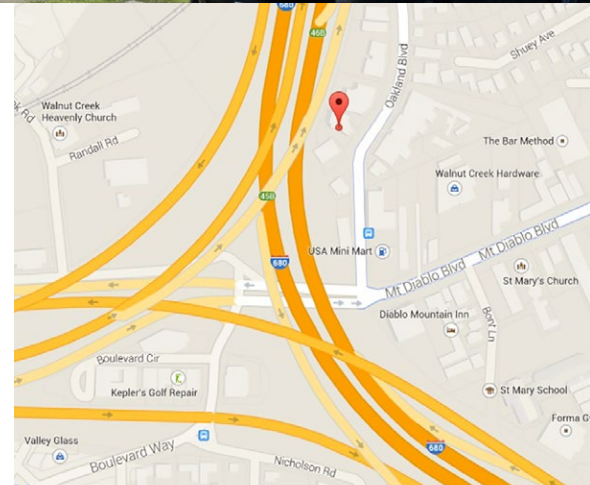 680
45B
Oakland Blvd
Shuey Ave
Walnut Creek
Heavenly Church
Randall Rd
Rd
The Bar Method
Walnut Creek Hardware
45B
USA Mini Mart
680
Mt Diablo Blvd
Mt Diablo Blvd
St Mary's Church
Diablo Mountain Inn
Bont Ln
Boulevard Cir
Kepler's Golf Repair
St Mary School
Forma G
Valley Glass
Boulevard Way
Nicholson Rd
680